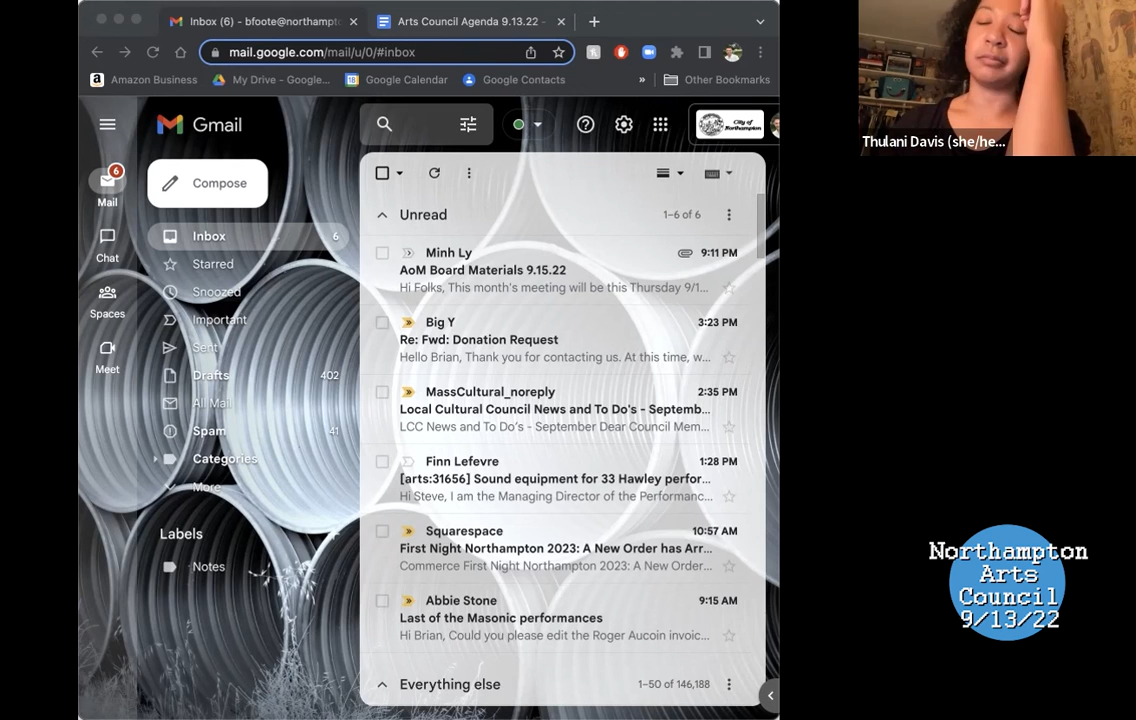 Inbox (6) - bfoote@northampto
Arts Council Agenda 9.13.22 -
mail.google.com/mail/u/0/#inbox
Amazon Business
My Drive - Google...
Google Calendar
Google Contacts
»
Other Bookmarks
Gmail
City of
Northampton
6
Mail
Chat
Spaces
Meet
Compose
Inbox 6
Starred
Snoozed
Important
Sent
Drafts 402
All Mail
Spam 41
Categories
More
Labels
Notes
Unread 1–6 of 6
Minh Ly 9:11 PM
AoM Board Materials 9.15.22
Hi Folks, This month's meeting will be this Thursday 9/1...
Big Y 3:23 PM
Re: Fwd: Donation Request
Hello Brian, Thank you for contacting us. At this time, w...
MassCultural_noreply 2:35 PM
Local Cultural Council News and To Do's - Septemb...
LCC News and To Do's - September Dear Council Mem...
Finn Lefevre 1:28 PM
[arts:31656] Sound equipment for 33 Hawley perfor...
Hi Steve, I am the Managing Director of the Performanc...
Squarespace 10:57 AM
First Night Northampton 2023: A New Order has Arr...
Commerce First Night Northampton 2023: A New Order...
Abbie Stone 9:15 AM
Last of the Masonic performances
Hi Brian, Could you please edit the Roger Aucoin invoic...
Everything else 1–50 of 146,188
Thulani Davis (she/he...
Northampton
Arts
Council
9/13/22